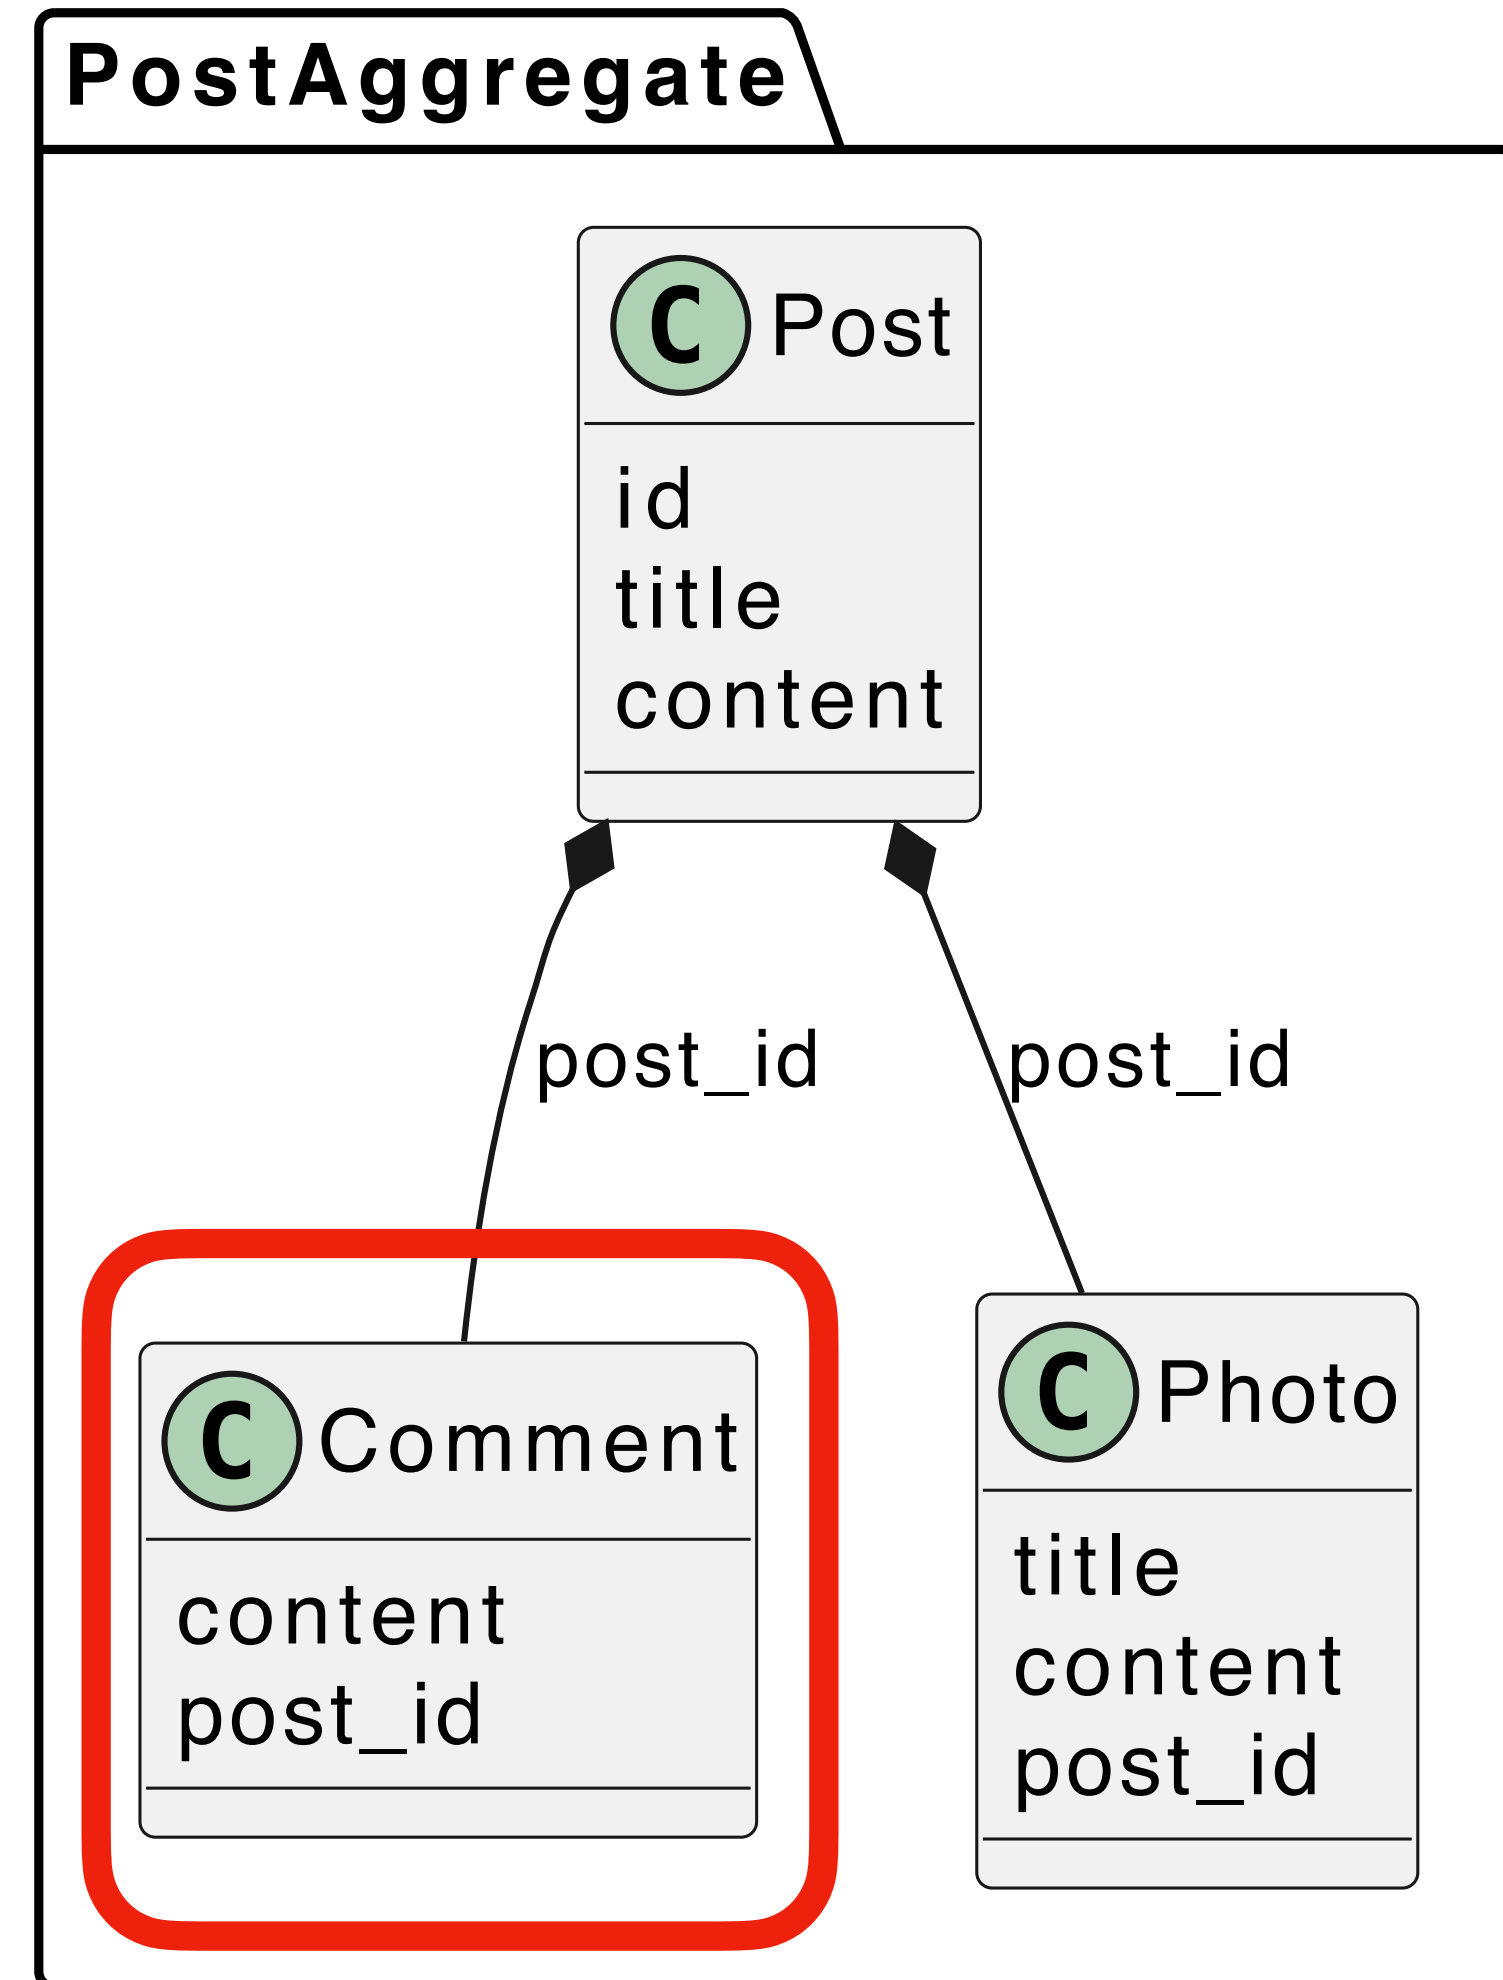 PostAggregate
C Post
id
title
content
post_id
post_id
C Comment
content
post_id
C Photo
title
content
post_id